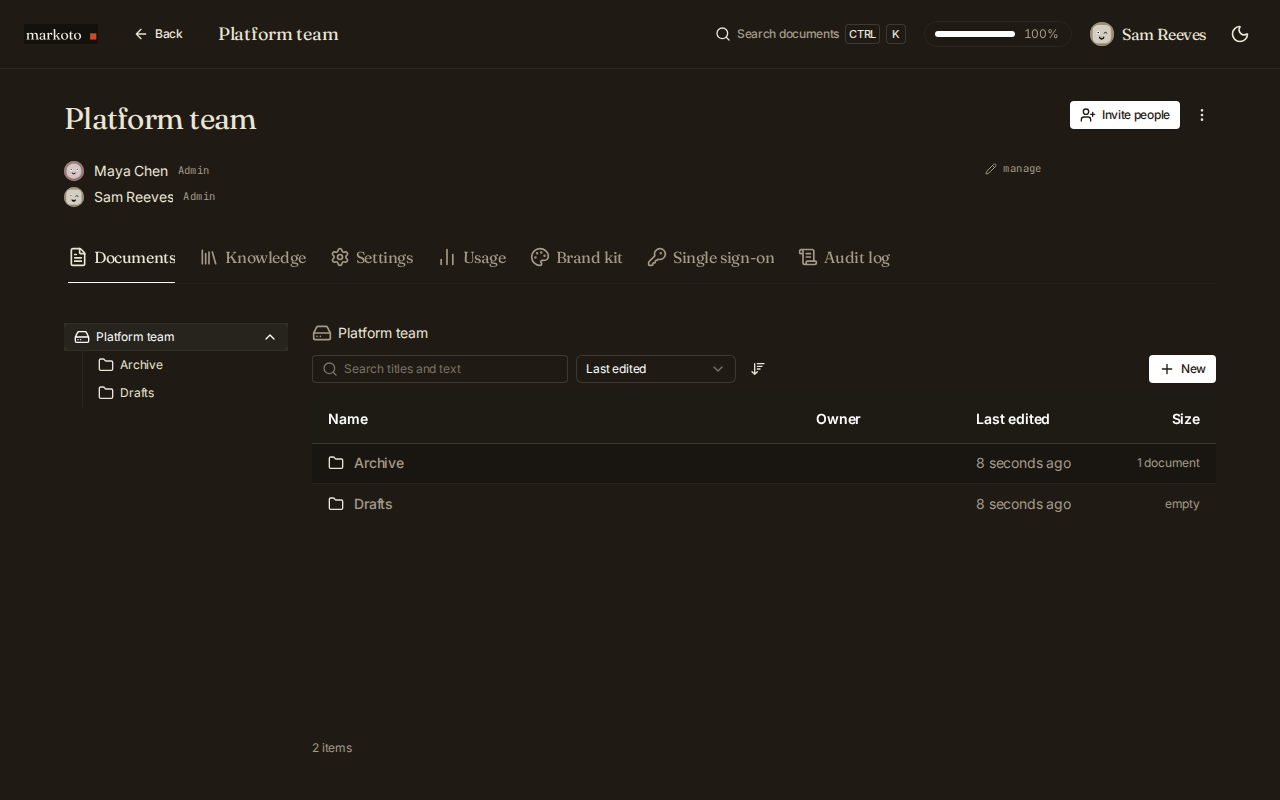 markoto
Back
Platform team
Search documents CTRL K
100%
Sam Reeves
Platform team
Invite people
Maya Chen Admin
manage
Sam Reeves Admin
Documents Knowledge Settings Usage Brand kit Single sign-on Audit log
Platform team
Archive
Drafts
Platform team
Search titles and text
Last edited
New
Name Owner Last edited Size
Archive 8 seconds ago 1 document
Drafts 8 seconds ago empty
2 items